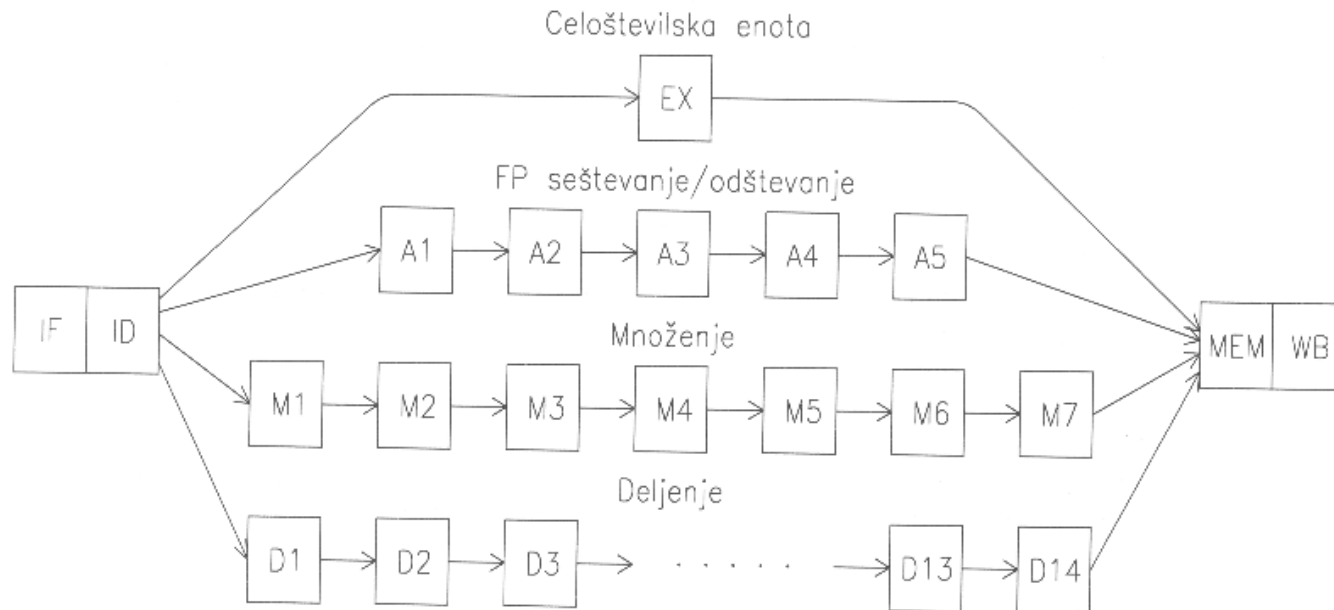 Celoštevilska enota
EX
FP seštevanje/odštevanje
A1 A2 A3 A4 A5
IF ID
MEM WB
Množenje
M1 M2 M3 M4 M5 M6 M7
Deljenje
D1 D2 D3 . . . . . D13 D14